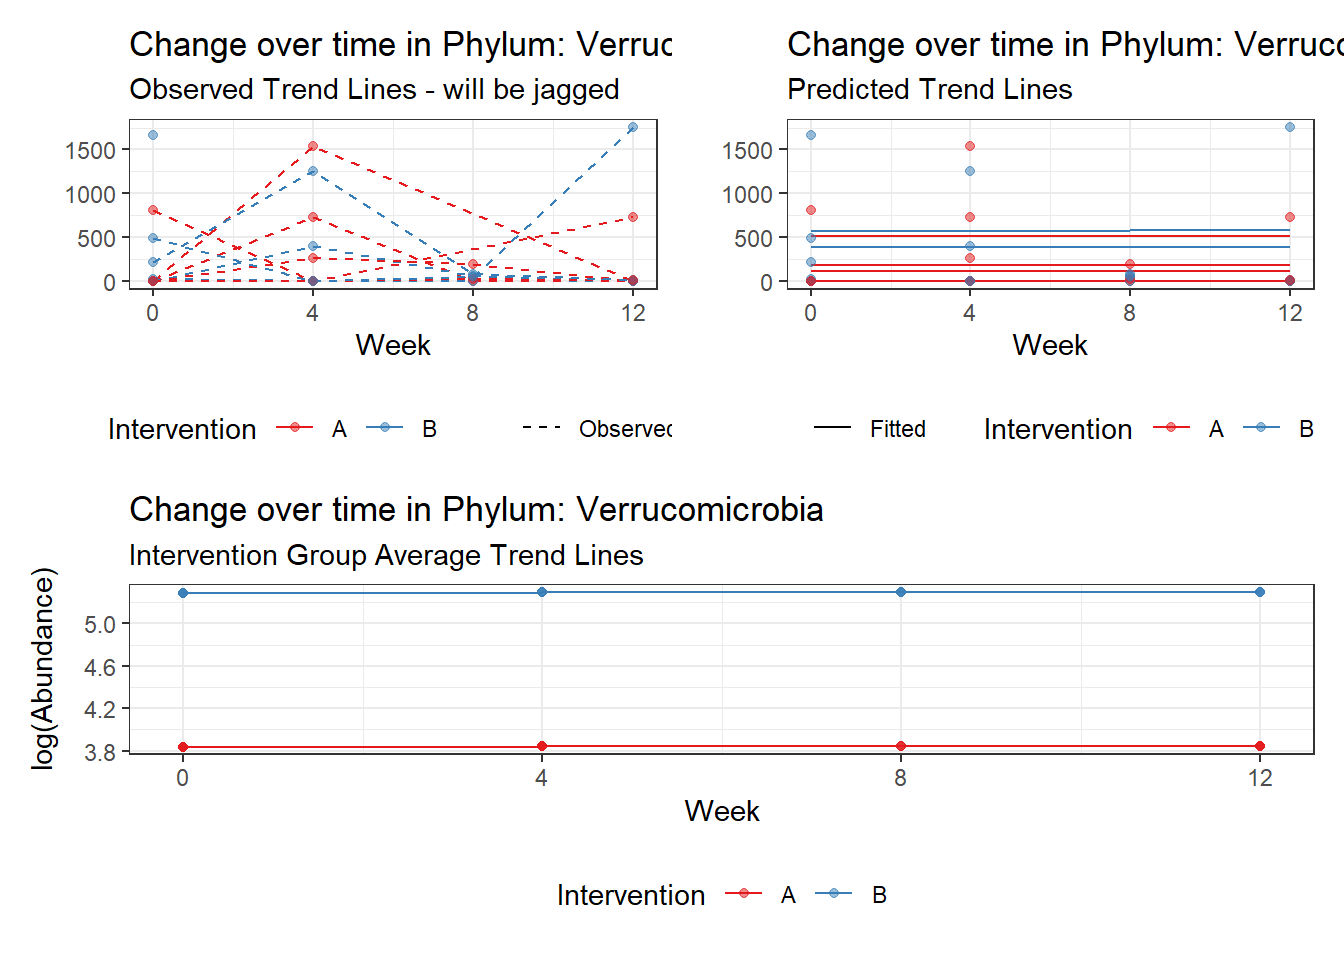 Change over time in Phylum: Verruc
Observed Trend Lines - will be jagged
1500
1000
500
0
0 4 8 12
Week
Intervention A B Observed
Change over time in Phylum: Verruco
Predicted Trend Lines
1500
1000
500
0
0 4 8 12
Week
Fitted Intervention A B
Change over time in Phylum: Verrucomicrobia
Intervention Group Average Trend Lines
log(Abundance)
5.0
4.6
4.2
3.8
0 4 8 12
Week
Intervention A B